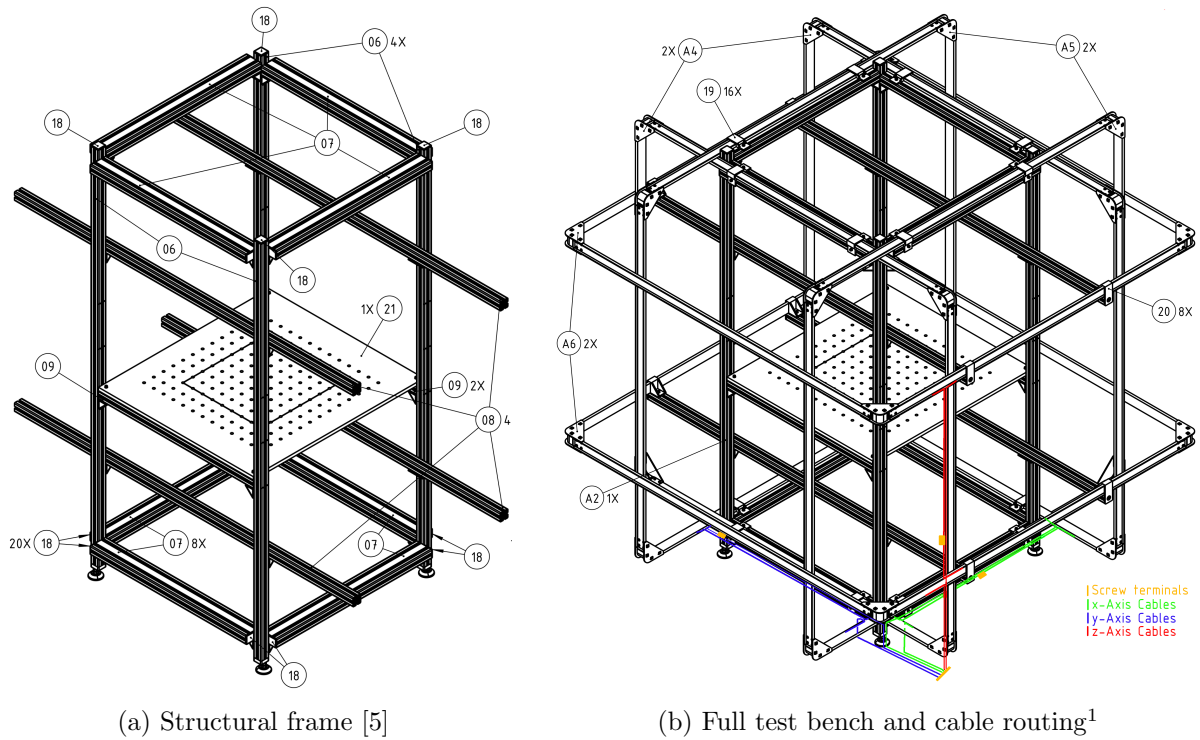 18
06 4X
18
18
07
06
18
1X 21
09
09 2X
08 4
20X 18
07 8X
07
18
18
2X A4
A5 2X
19 16X
20 8X
A6 2X
A2 1X
Screw terminals
x-Axis Cables
y-Axis Cables
z-Axis Cables
(a) Structural frame [5]
(b) Full test bench and cable routing¹